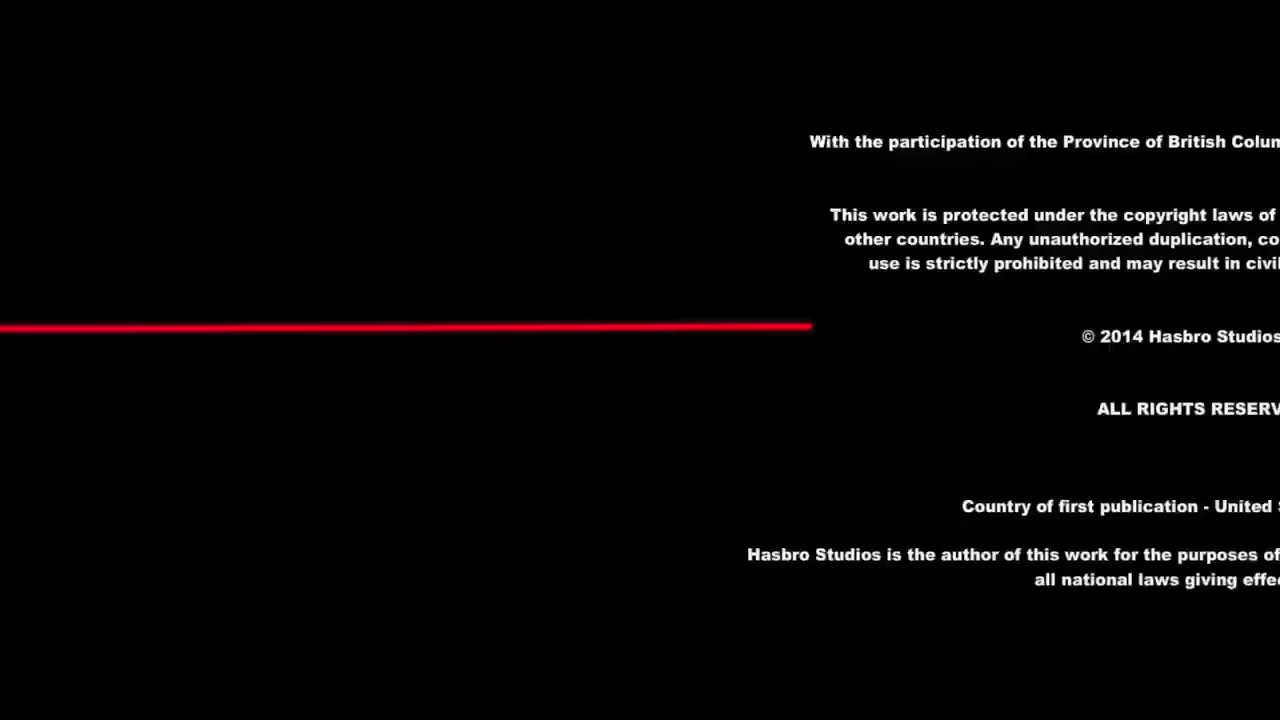 With the participation of the Province of British Colum
This work is protected under the copyright laws of
other countries. Any unauthorized duplication, co
use is strictly prohibited and may result in civil
© 2014 Hasbro Studios
ALL RIGHTS RESERV
Country of first publication - United
Hasbro Studios is the author of this work for the purposes of
all national laws giving effe